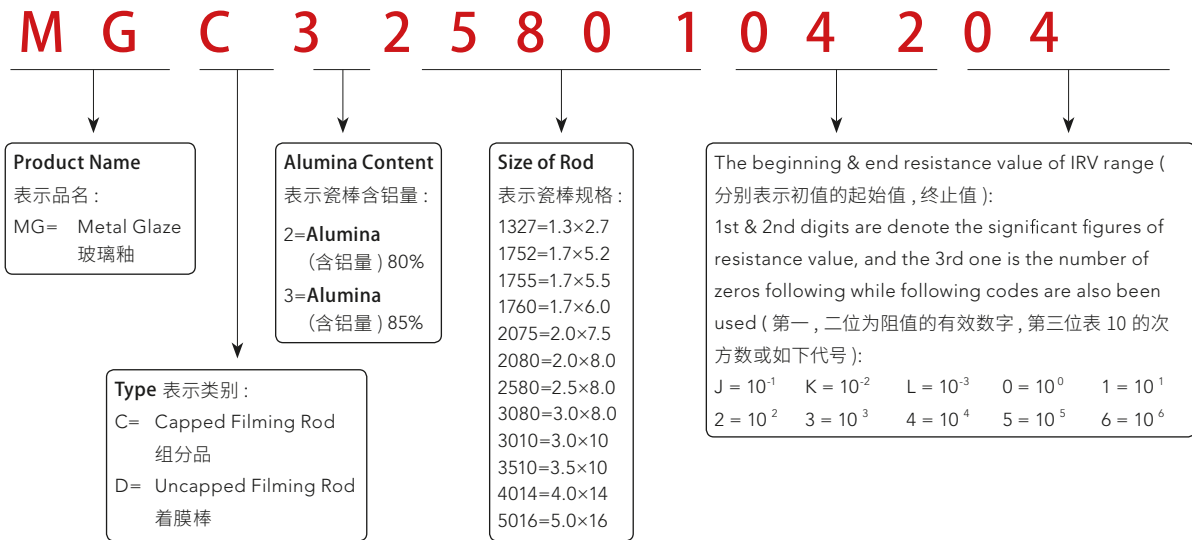 M G C 3 2 5 8 0 1 0 4 2 0 4
Product Name
表示品名 :
MG= Metal Glaze
玻璃釉
Type 表示类别 :
C= Capped Filming Rod
组分品
D= Uncapped Filming Rod
着膜棒
Alumina Content
表示瓷棒含铝量 :
2=Alumina
(含铝量 ) 80%
3=Alumina
(含铝量 ) 85%
Size of Rod
表示瓷棒规格 :
1327=1.3×2.7
1752=1.7×5.2
1755=1.7×5.5
1760=1.7×6.0
2075=2.0×7.5
2080=2.0×8.0
2580=2.5×8.0
3080=3.0×8.0
3010=3.0×10
3510=3.5×10
4014=4.0×14
5016=5.0×16
The beginning & end resistance value of IRV range (
分别表示初值的起始值 , 终止值 ):
1st & 2nd digits are denote the significant figures of
resistance value, and the 3rd one is the number of
zeros following while following codes are also been
used ( 第一 , 二位为阻值的有效数字 , 第三位表 10 的次
方数或如下代号 ):
J = 10⁻¹ K = 10⁻² L = 10⁻³ 0 = 10⁰ 1 = 10¹
2 = 10² 3 = 10³ 4 = 10⁴ 5 = 10⁵ 6 = 10⁶